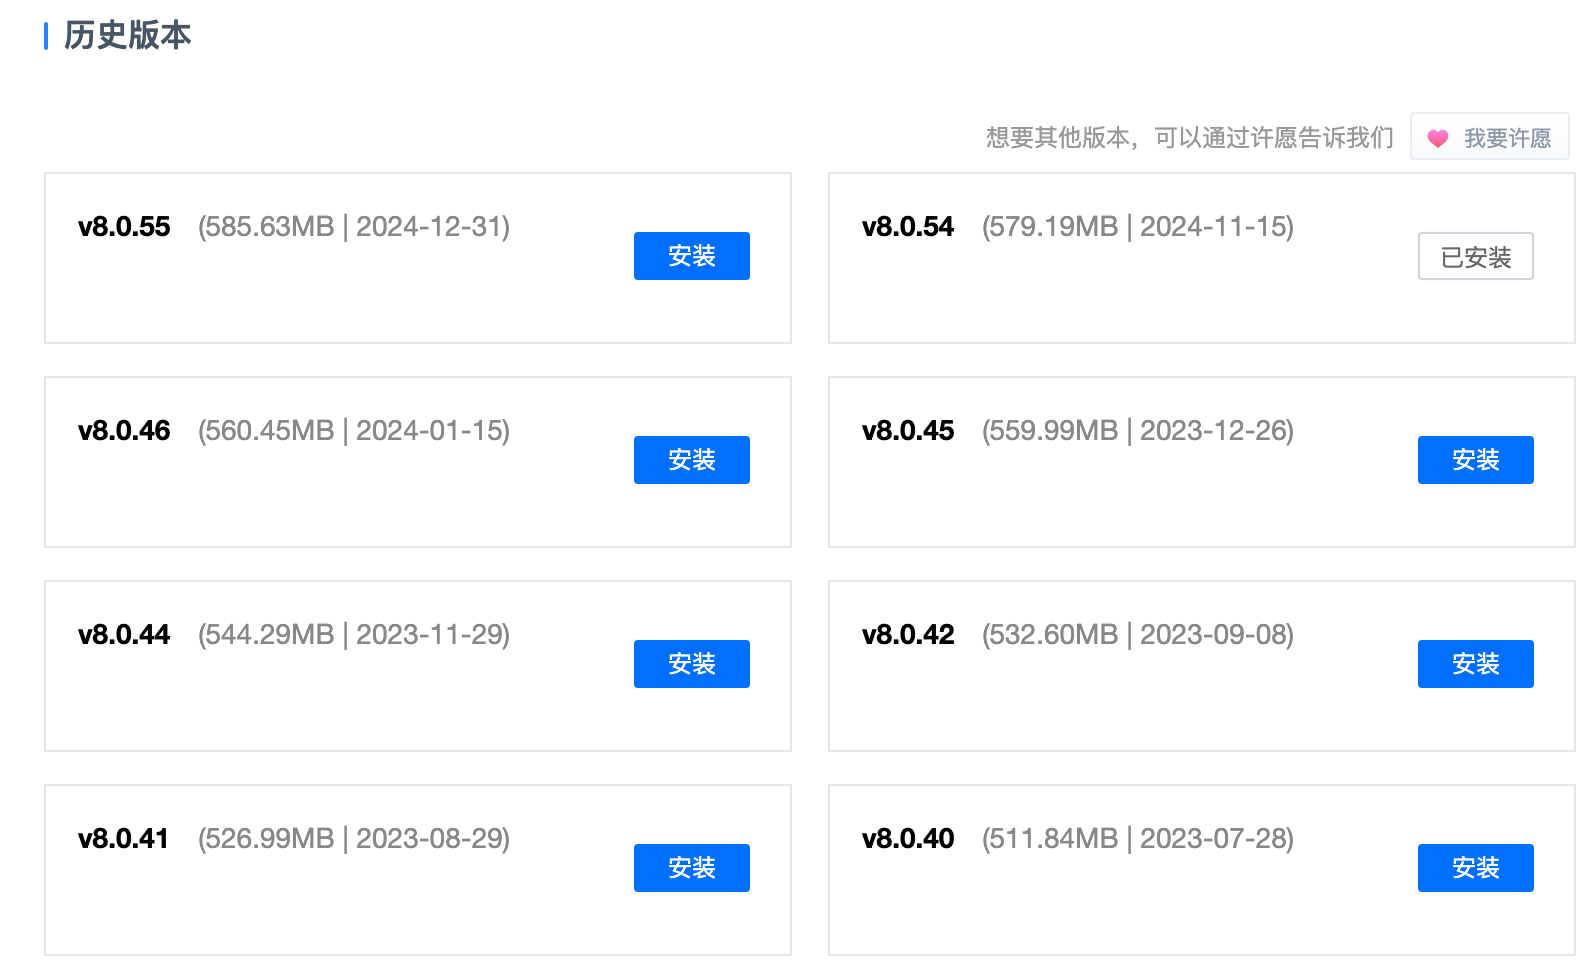 历史版本
想要其他版本，可以通过许愿告诉我们 我要许愿
v8.0.55 (585.63MB | 2024-12-31)
安装
v8.0.54 (579.19MB | 2024-11-15)
已安装
v8.0.46 (560.45MB | 2024-01-15)
安装
v8.0.45 (559.99MB | 2023-12-26)
安装
v8.0.44 (544.29MB | 2023-11-29)
安装
v8.0.42 (532.60MB | 2023-09-08)
安装
v8.0.41 (526.99MB | 2023-08-29)
安装
v8.0.40 (511.84MB | 2023-07-28)
安装